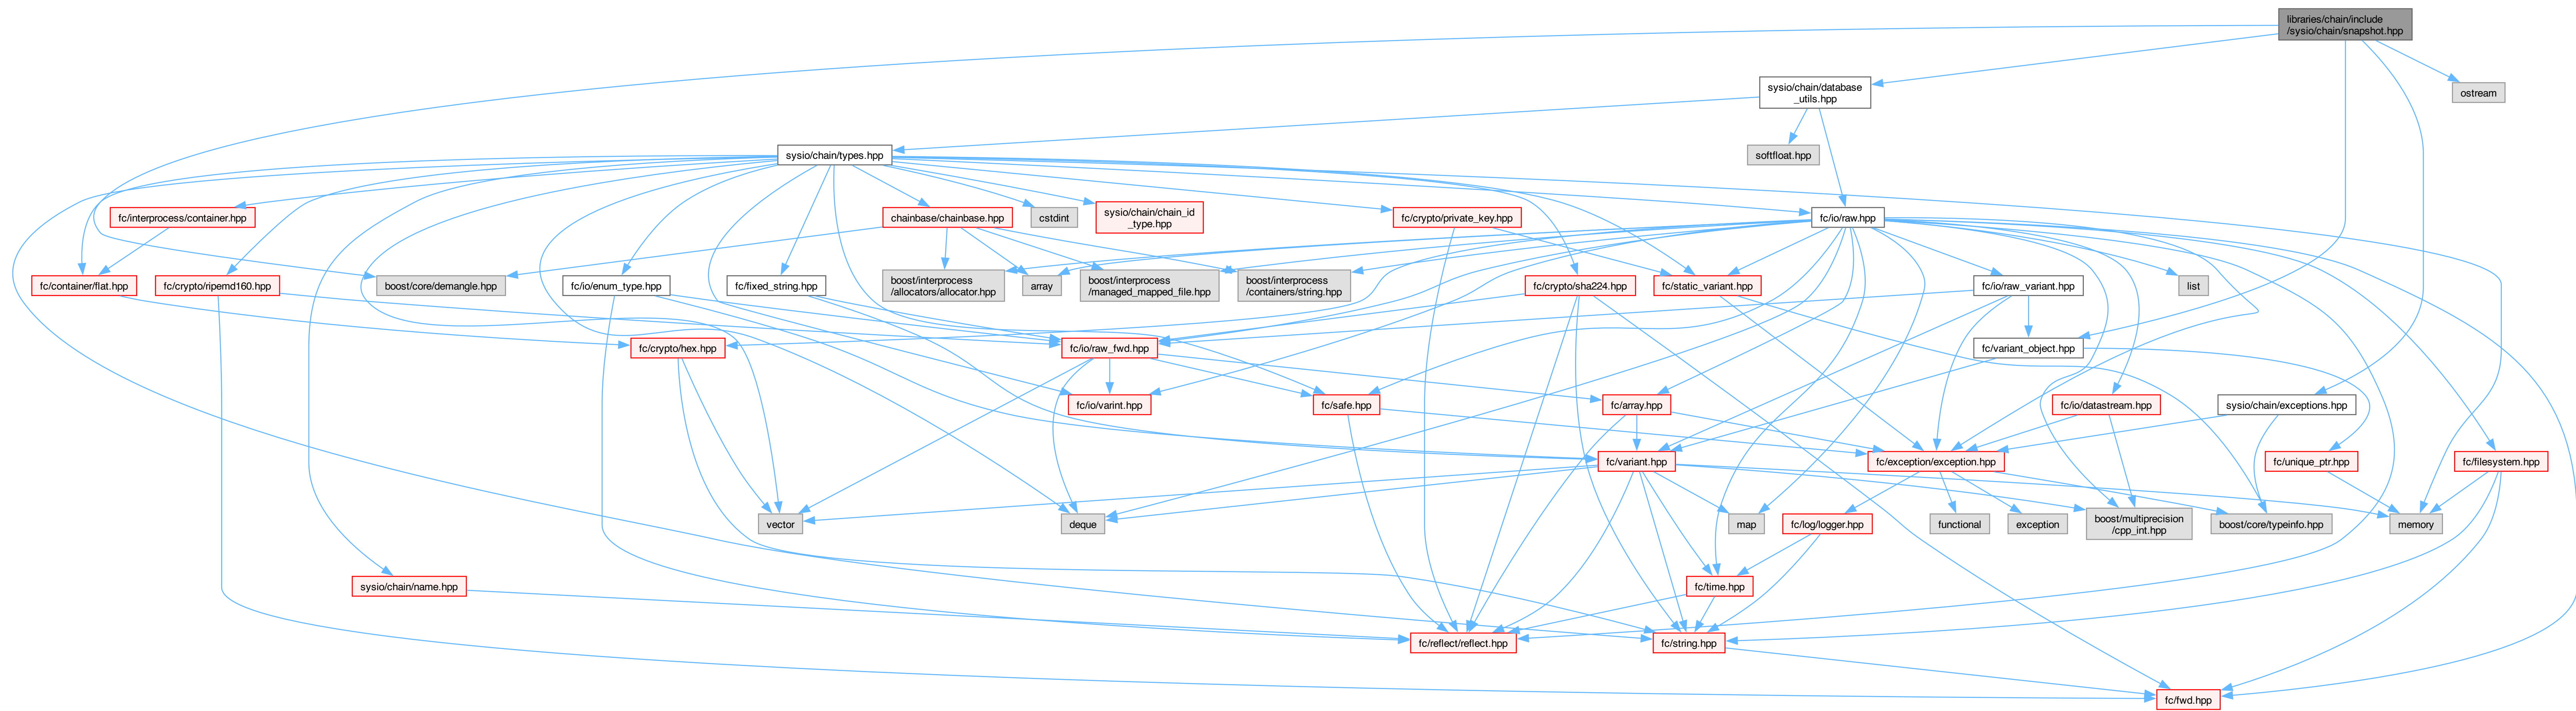 libraries/chain/include
/sysio/chain/snapshot.hpp
sysio/chain/database
_utils.hpp
ostream
sysio/chain/types.hpp
softfloat.hpp
fc/interprocess/container.hpp
chainbase/chainbase.hpp
cstdint
sysio/chain/chain_id
_type.hpp
fc/crypto/private_key.hpp
fc/io/raw.hpp
fc/container/flat.hpp
fc/crypto/ripemd160.hpp
boost/core/demangle.hpp
fc/io/enum_type.hpp
fc/fixed_string.hpp
boost/interprocess
/allocators/allocator.hpp
array
boost/interprocess
/managed_mapped_file.hpp
boost/interprocess
/containers/string.hpp
fc/crypto/sha224.hpp
fc/static_variant.hpp
fc/io/raw_variant.hpp
list
fc/crypto/hex.hpp
fc/io/raw_fwd.hpp
fc/variant_object.hpp
fc/io/varint.hpp
fc/safe.hpp
fc/array.hpp
fc/io/datastream.hpp
sysio/chain/exceptions.hpp
fc/variant.hpp
fc/exception/exception.hpp
fc/unique_ptr.hpp
fc/filesystem.hpp
vector
deque
map
fc/log/logger.hpp
functional
exception
boost/multiprecision
/cpp_int.hpp
boost/core/typeinfo.hpp
memory
sysio/chain/name.hpp
fc/time.hpp
fc/reflect/reflect.hpp
fc/string.hpp
fc/fwd.hpp